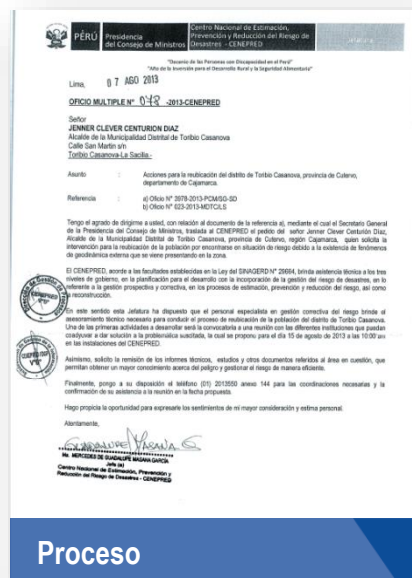 PERÚ
Presidencia
del Consejo de Ministros
Centro Nacional de Estimación,
Prevención y Reducción del Riesgo de
Desastres - CENEPRED
"Decenio de las Personas con Discapacidad en el Perú"
"Año de la Inversión para el Desarrollo Rural y la Seguridad Alimentaria"
Lima, 07 AGO 2013
OFICIO MULTIPLE N° 078 -2013-CENEPRED
Señor
JENNER CLEVER CENTURION DIAZ
Alcalde de la Municipalidad Distrital de Toribio Casanova
Calle San Martín s/n
Toribio Casanova-La Sacilia.-
Asunto : Acciones para la reubicación del distito de Toribio Casanova, provincia de Cutervo,
departamento de Cajamarca.
Referencia : a) Oficio N° 3978-2013-PCM/SG-SD
b) Oficio N° 023-2013-MDTC/LS
Tengo el agrado de dirigirme a usted, con relación al documento de la referencia a), mediante el cual el Secretario General
de la Presidencia del Consejo de Ministros, traslada al CENEPRED el pedido del señor Jenner Clever Centurión Díaz,
Alcalde de la Municipalidad Distrital de Toribio Casanova, provincia de Cutervo, región Cajamarca, quien solicita la
intervención para la reubicación de la población por encontrarse en situación de riesgo debido a la existencia de fenómenos
de geodinámica externa que se viene presentando en la zona.
El CENEPRED, acorde a las facultades establecidas en la Ley del SINAGERD N° 29664, brinda asistencia técnica a los tres
niveles de gobierno, en la planificación para el desarrollo con la incorporación de la gestión del riesgo de desastres, en lo
referente a la gestión prospectiva y correctiva, en los procesos de estimación, prevención y reducción del riesgo, así como
de reconstrucción.
En este sentido esta Jefatura ha dispuesto que el personal especialista en gestión correctiva del riesgo brinde el
asesoramiento técnico necesario para conducir el proceso de reubicación de la población del distrito de Toribio Casanova.
Una de las primeras actividades a desarrollar será la convocatoria a una reunión con las diferentes instituciones que puedan
coadyuvar a dar solución a la problemática suscitada, la cual se propone para el día 15 de agosto de 2013 a las 10:00 am
en las instalaciones del CENEPRED.
Asimismo, solicito la remisión de los informes técnicos, estudios y otros documentos referidos al área en cuestión, que
permitan obtener un mayor conocimiento acerca del peligro y gestionar el riesgo de manera eficiente.
Finalmente, pongo a su disposición el teléfono (01) 2013550 anexo 144 para las coordinaciones necesarias y la
confirmación de su asistencia a la reunión en la fecha propuesta.
Hago propicia la oportunidad para expresarle los sentimientos de mi mayor consideración y estima personal.
Atentamente,
Ms. MERCEDES DE GUADALUPE MASANA GARCÍA
Jefa (e)
Centro Nacional de Estimación, Prevención y
Reducción del Riesgo de Desastres - CENEPRED
Proceso